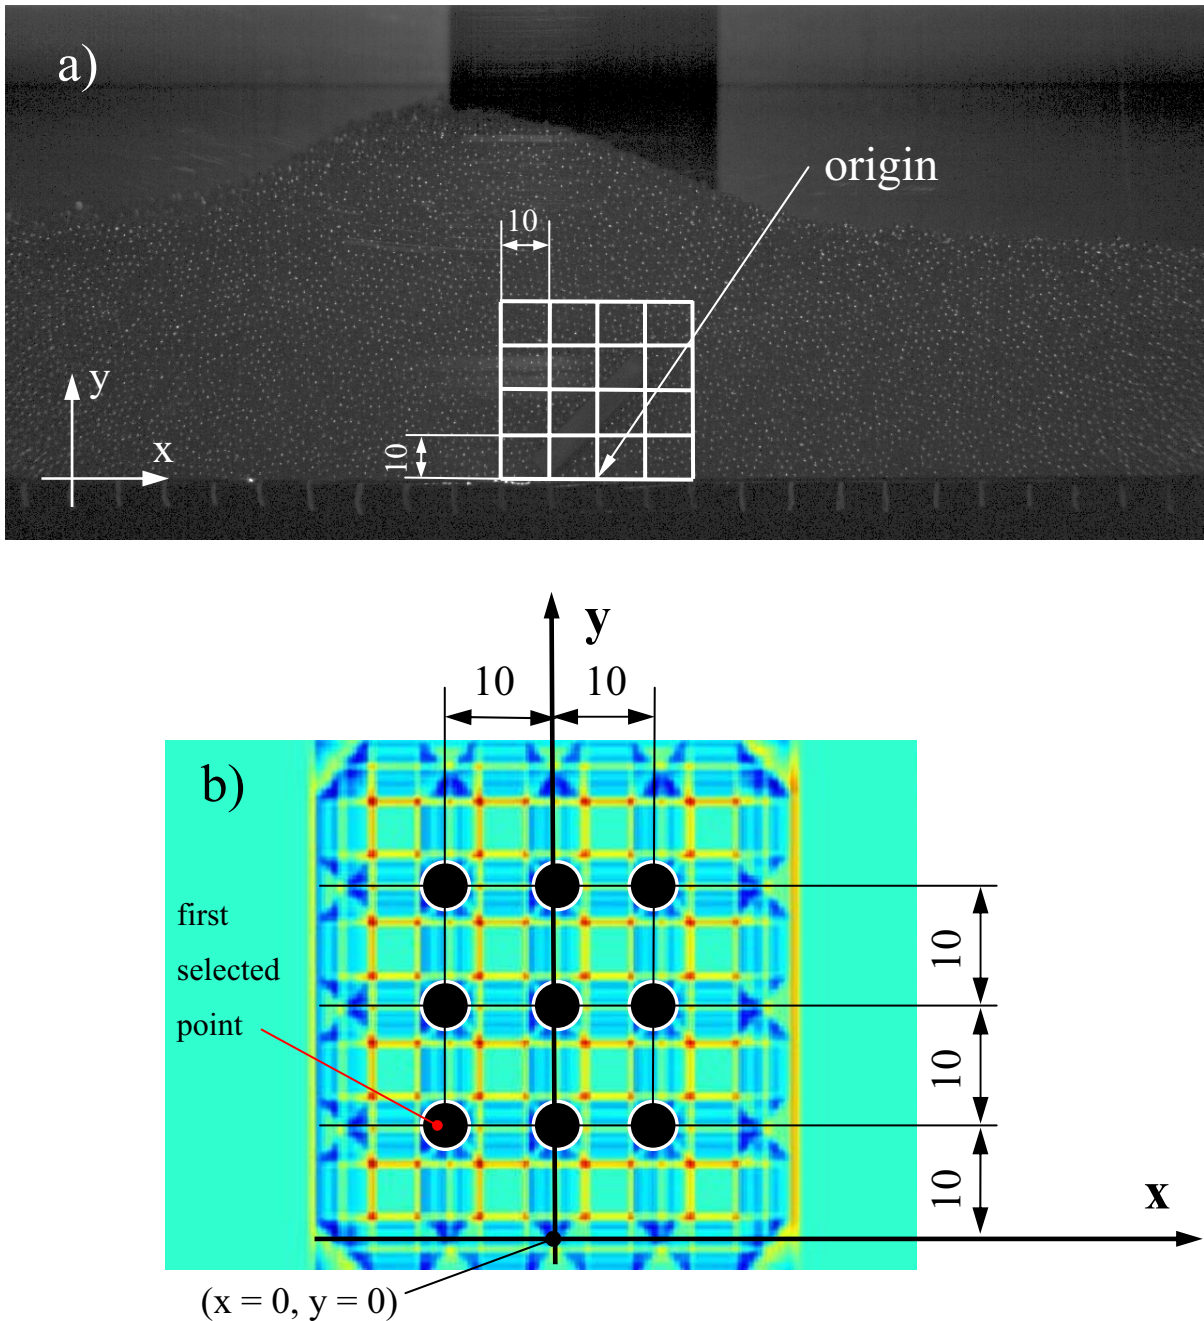 a)
origin
10
y
x
10
y
10
10
b)
first
selected
point
10
10
10
x
(x = 0, y = 0)